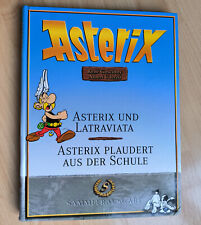 Asterix
ASTERIX UND
LATRAVIATA
ASTERIX PLAUDERT
AUS DER SCHULE
SAMMLERAUSGABE